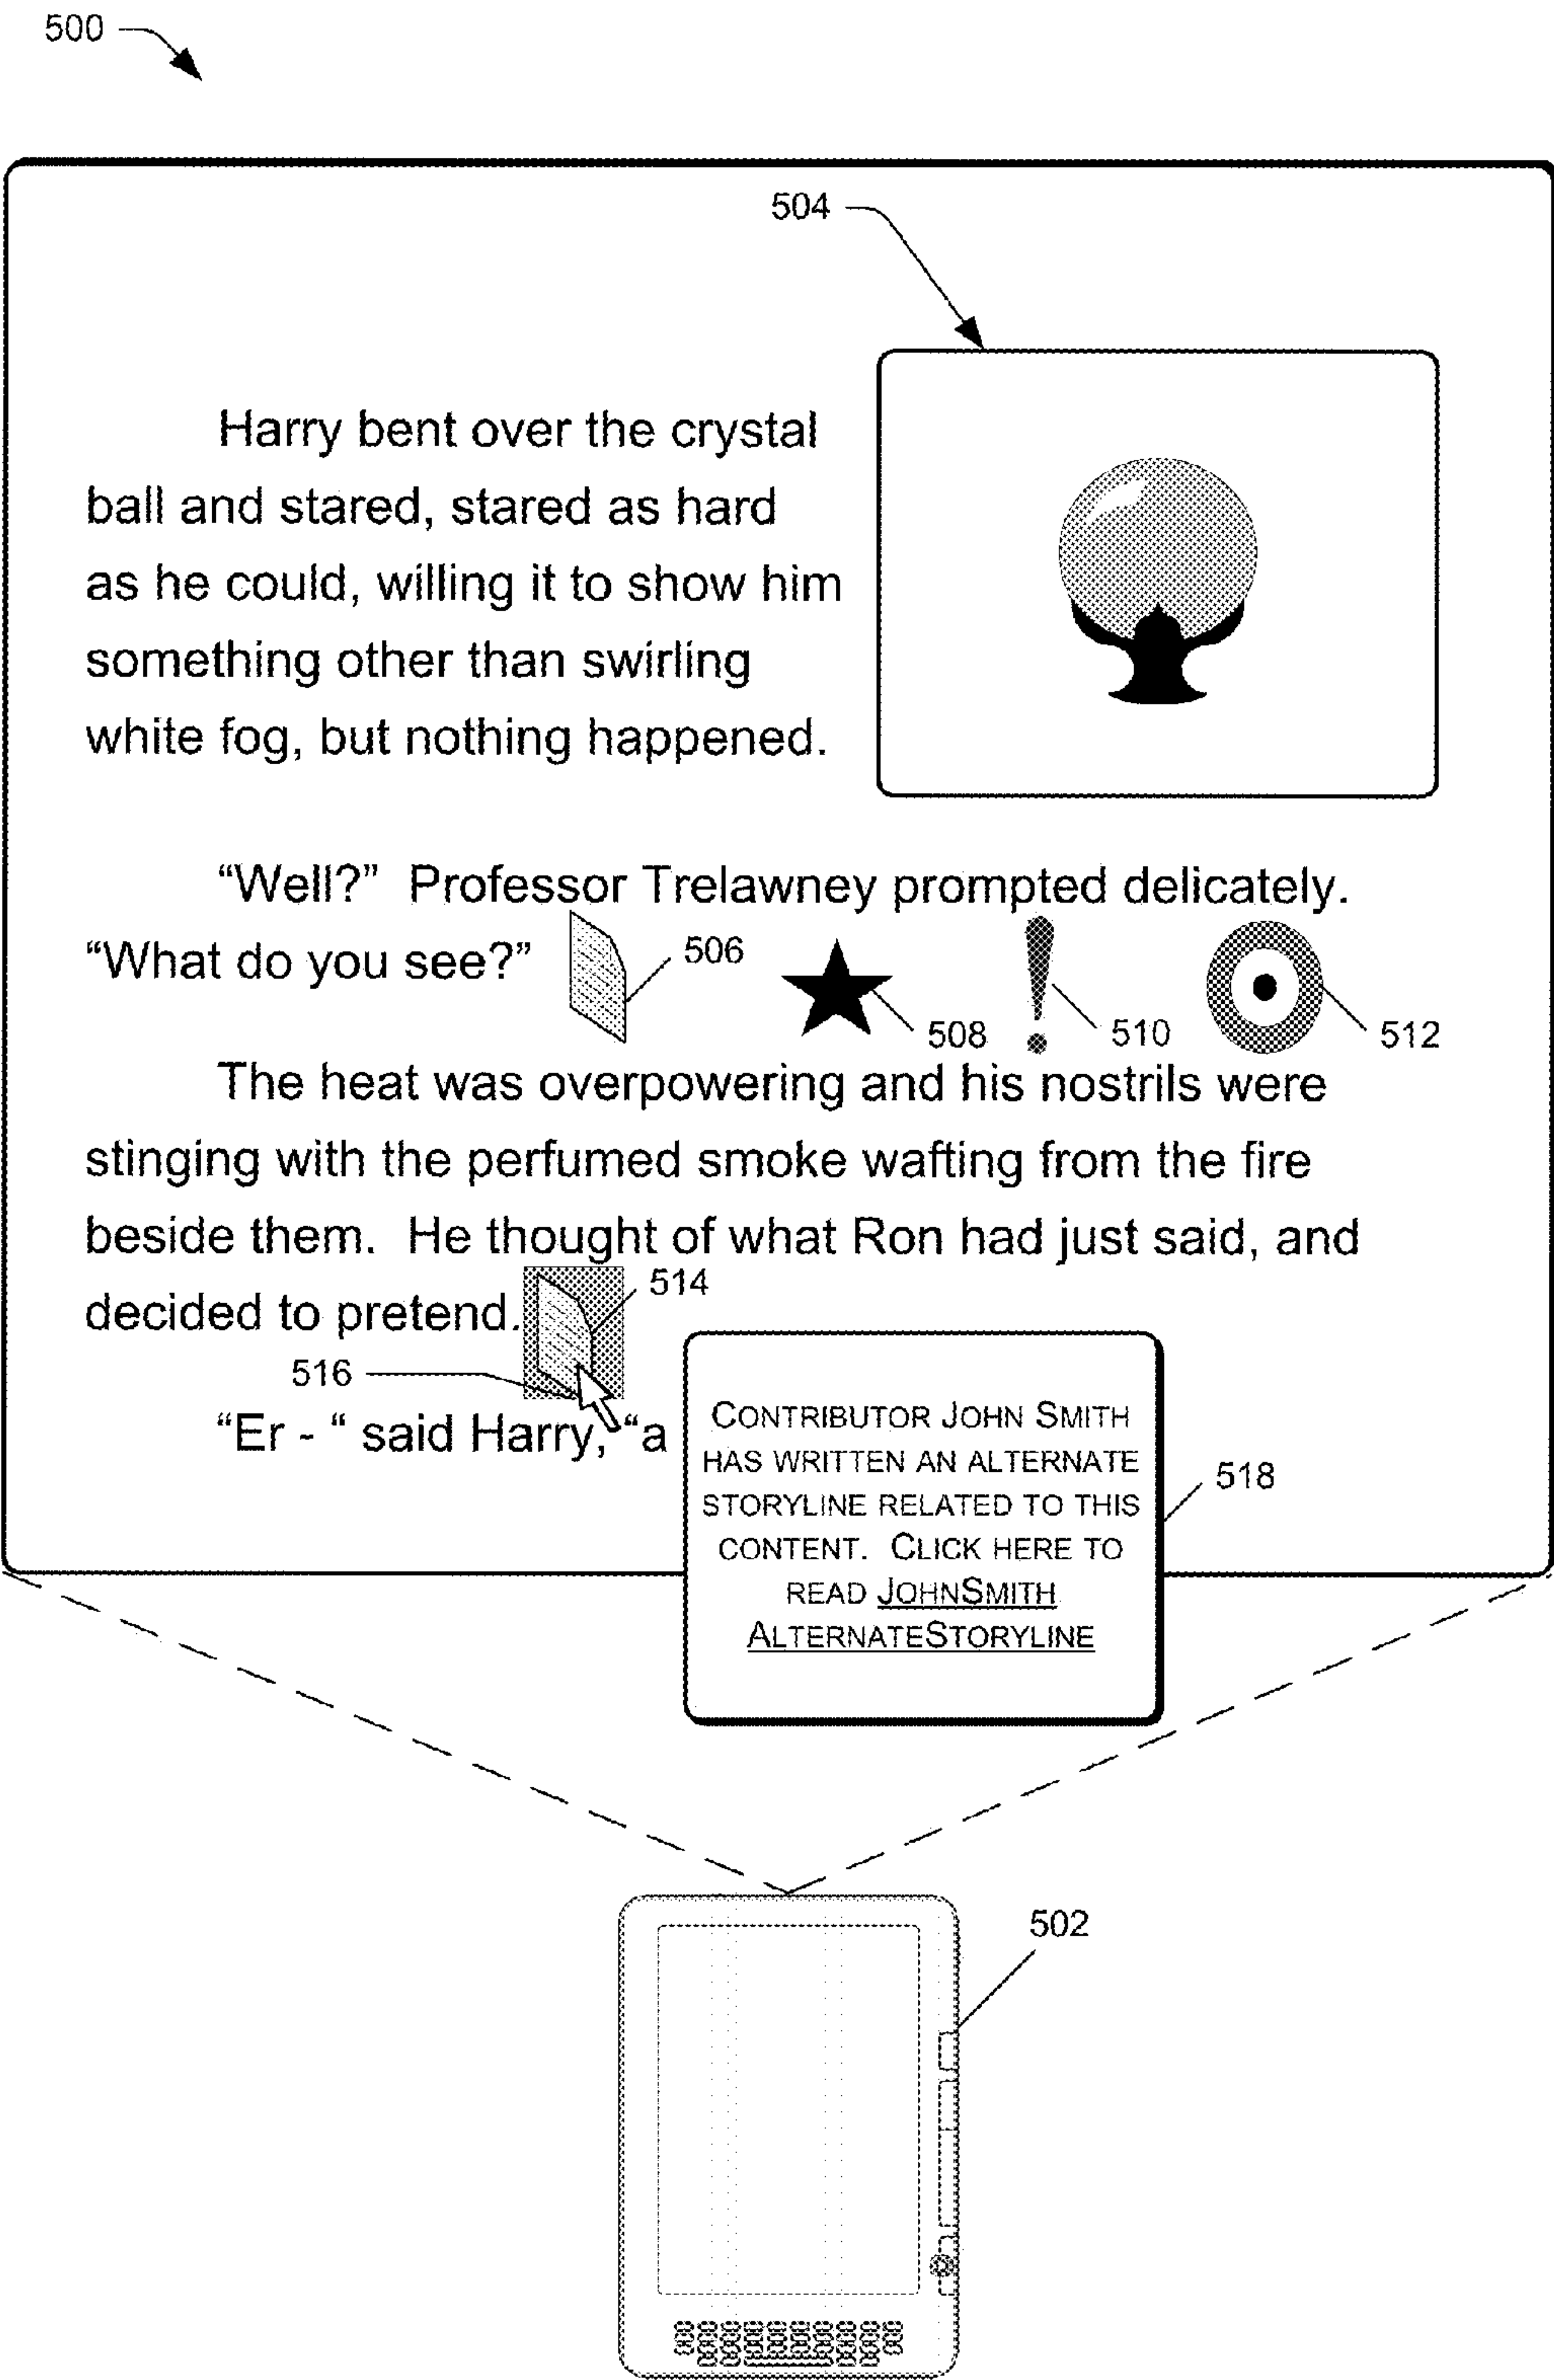 500
504
Harry bent over the crystal
ball and stared, stared as hard
as he could, willing it to show him
something other than swirling
white fog, but nothing happened.
“Well?”  Professor Trelawney prompted delicately.
“What do you see?”
506
508
510
512
The heat was overpowering and his nostrils were
stinging with the perfumed smoke wafting from the fire
beside them.  He thought of what Ron had just said, and
decided to pretend.
514
516
“Er - “ said Harry, “a
CONTRIBUTOR JOHN SMITH
HAS WRITTEN AN ALTERNATE
STORYLINE RELATED TO THIS
CONTENT.  CLICK HERE TO
READ JOHNSMITH
ALTERNATESTORYLINE
518
502